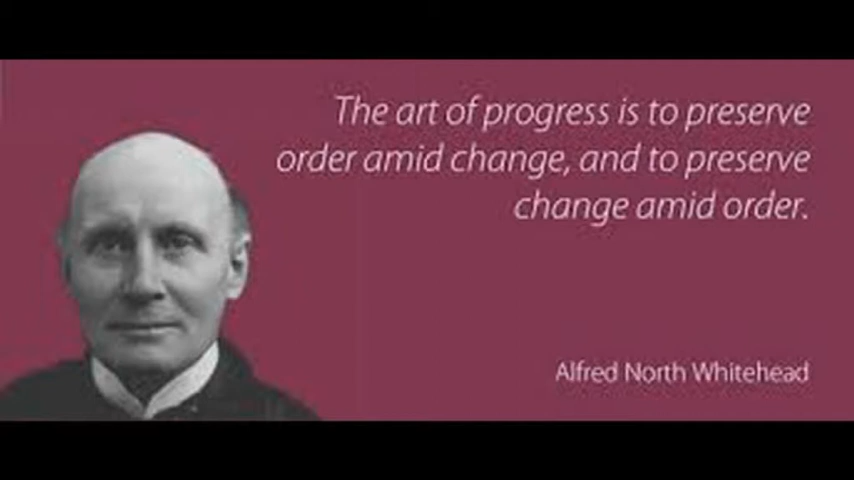 The art of progress is to preserve
order amid change, and to preserve
change amid order.
Alfred North Whitehead